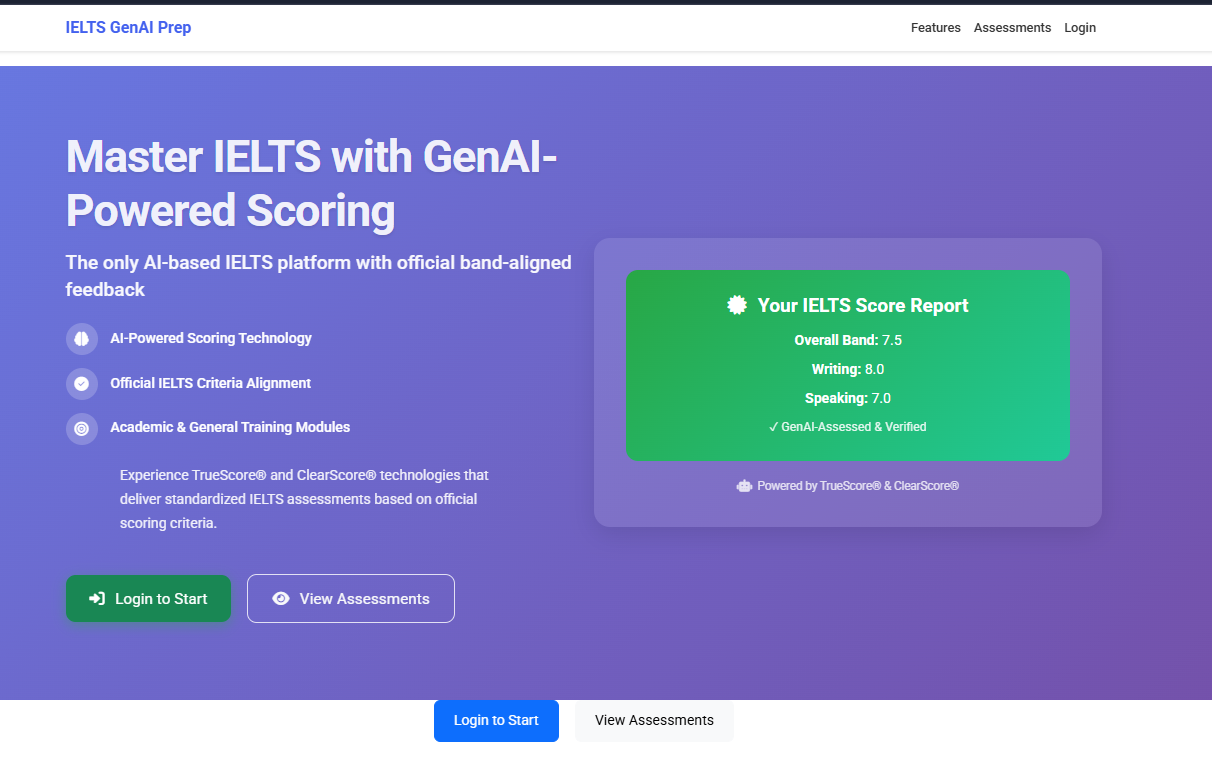 IELTS GenAI Prep
Features Assessments Login
Master IELTS with GenAI-
Powered Scoring
The only AI-based IELTS platform with official band-aligned
feedback
AI-Powered Scoring Technology
Official IELTS Criteria Alignment
Academic & General Training Modules
Experience TrueScore® and ClearScore® technologies that
deliver standardized IELTS assessments based on official
scoring criteria.
Login to Start
View Assessments
Your IELTS Score Report
Overall Band: 7.5
Writing: 8.0
Speaking: 7.0
✓ GenAI-Assessed & Verified
Powered by TrueScore® & ClearScore®
Login to Start
View Assessments